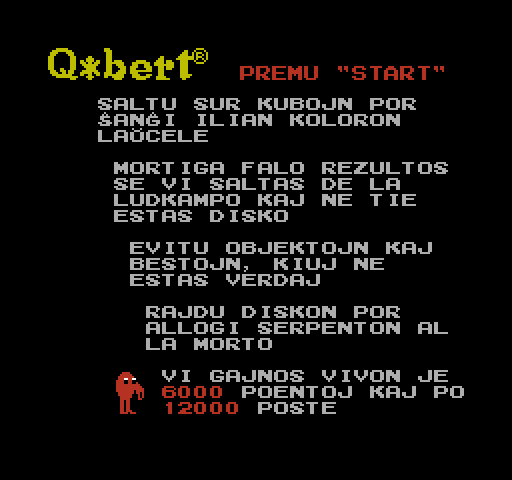 Q*bert®
PREMU "START"
SALTU SUR KUBOJN POR
ŜANĜI ILIAN KOLORON
LAŬCELE
MORTIGA FALO REZULTOS
SE VI SALTAS DE LA
LUDKAMPO KAJ NE TIE
ESTAS DISKO
EVITU OBJEKTOJN KAJ
BESTOJN, KIUJ NE
ESTAS VERDAJ
RAJDU DISKON POR
ALLOGI SERPENTON AL
LA MORTO
VI GAJNOS VIVON JE
6000 POENTOJ KAJ PO
12000 POSTE